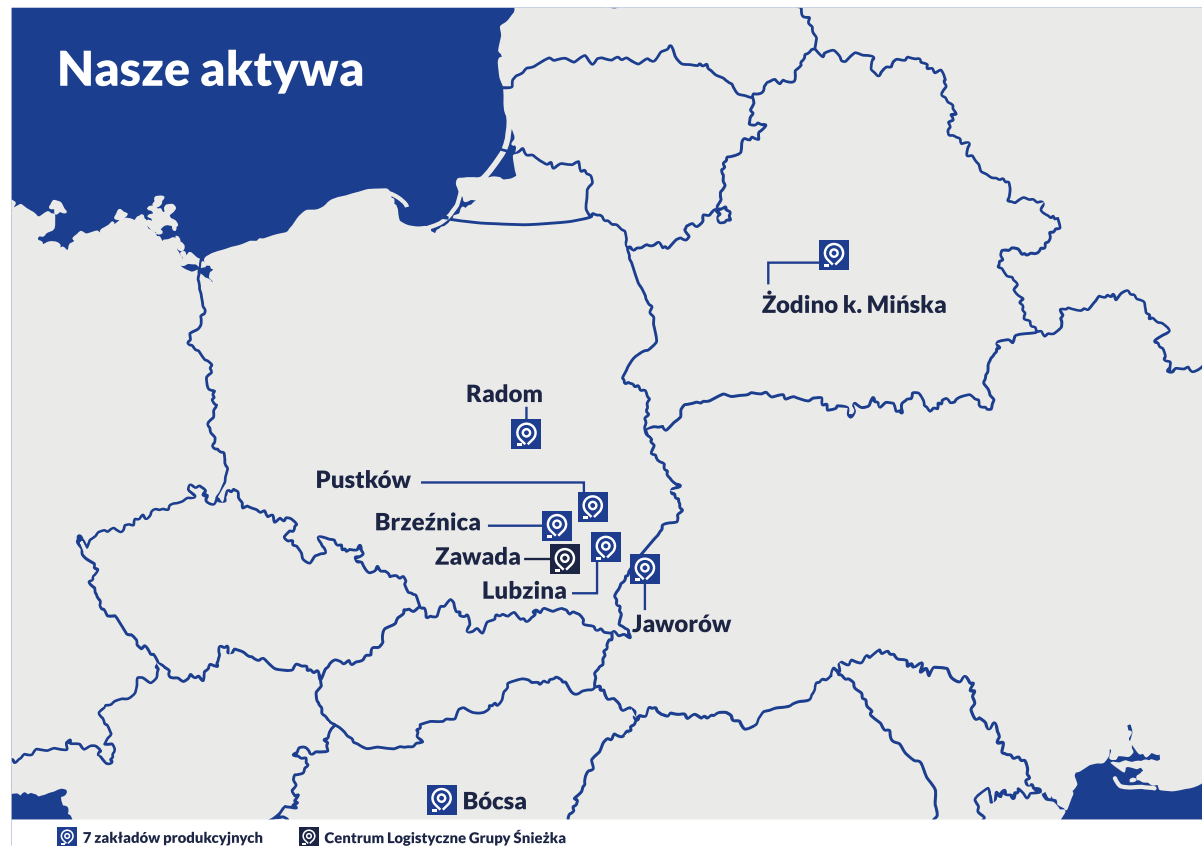 Nasze aktywa
Żodino k. Mińska
Radom
Pustków
Brzeźnica
Zawada
Lubzina
Jaworów
Bócsa
7 zakładów produkcyjnych
Centrum Logistyczne Grupy Śnieżka